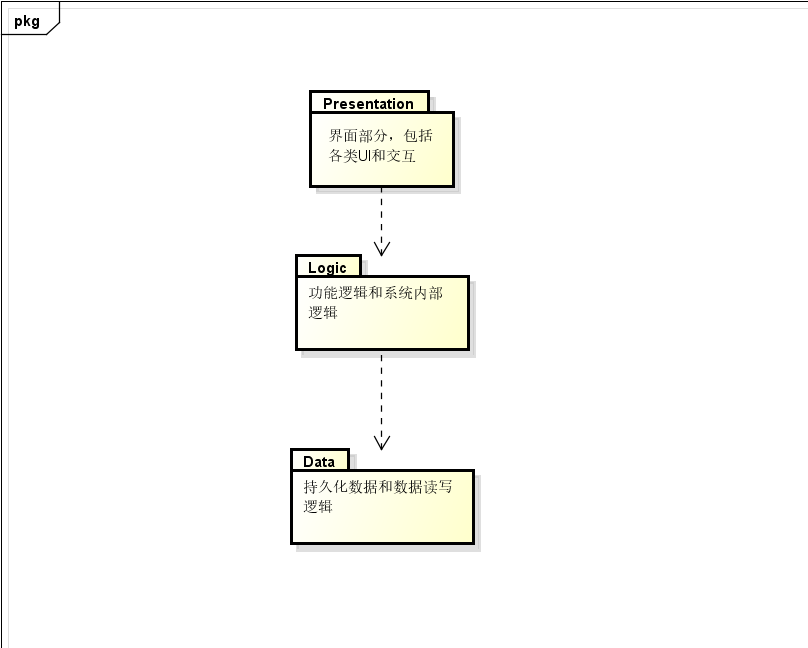 pkg
Presentation
界面部分，包括
各类UI和交互
Logic
功能逻辑和系统内部
逻辑
Data
持久化数据和数据读写
逻辑